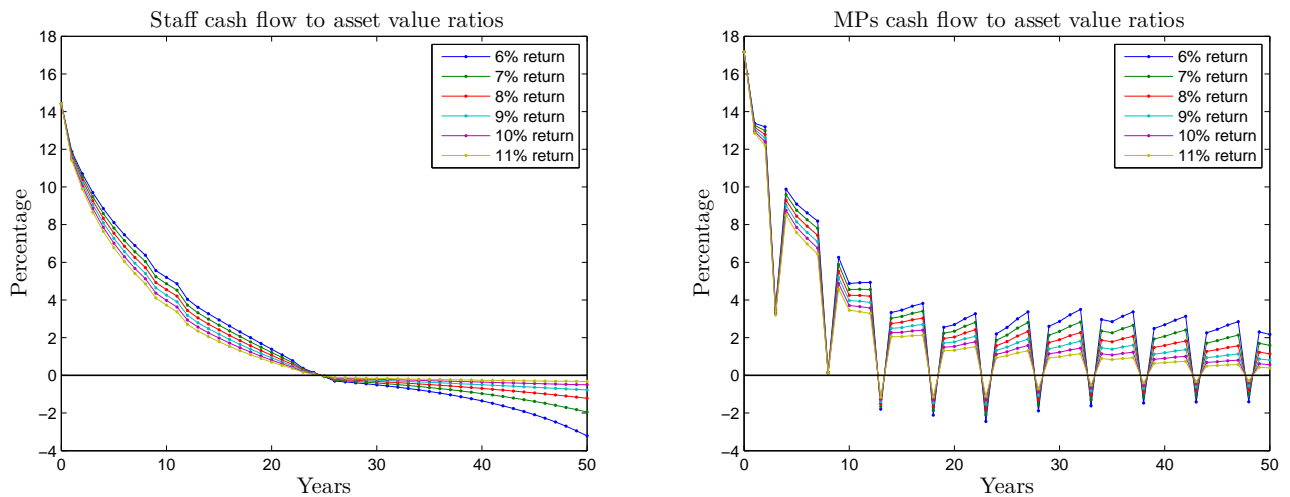 Staff cash flow to asset value ratios
18
16
14
12
10
8
6
4
2
0
−2
−4
Percentage
0
10
20
30
40
50
Years
6% return
7% return
8% return
9% return
10% return
11% return
MPs cash flow to asset value ratios
18
16
14
12
10
8
6
4
2
0
−2
−4
Percentage
0
10
20
30
40
50
Years
6% return
7% return
8% return
9% return
10% return
11% return